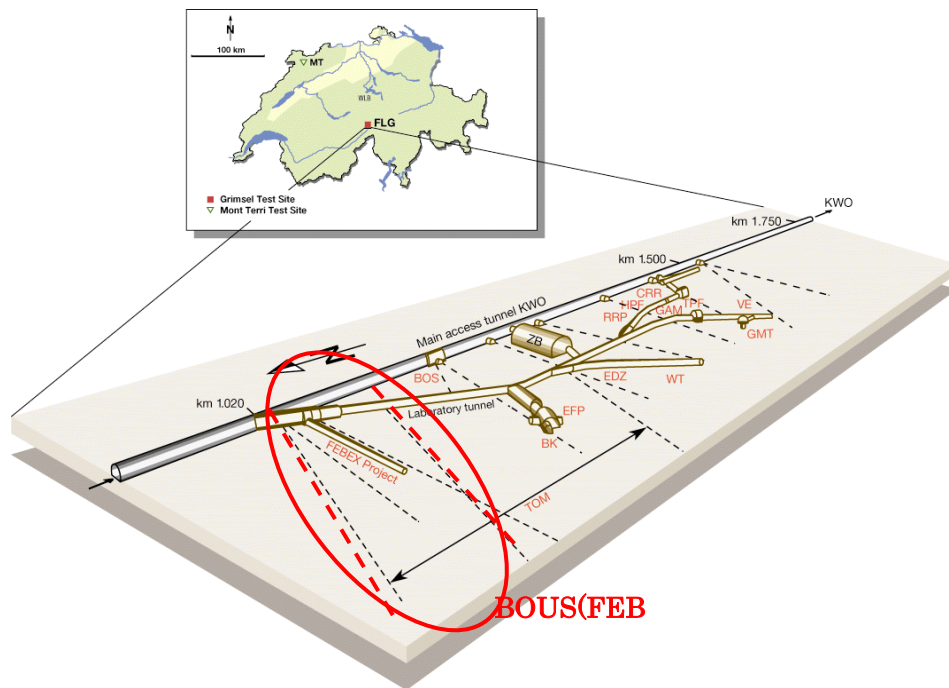 N
100 km
MT
WLB
FLG
Grimsel Test Site
Mont Terri Test Site
KWO
km 1.750
km 1.500
CRR
HPF
TPF
GAM
RRP
VE
GMT
Main access tunnel KWO
ZB
N
BOS
EDZ
WT
km 1.020
Laboratory tunnel
EFP
BK
FEBEX Project
TOM
BOUS(FEB